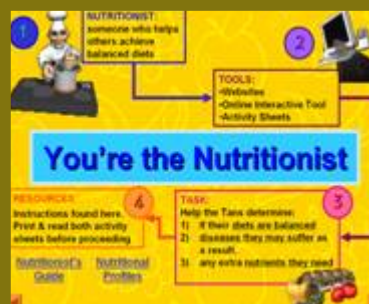 1
NUTRITIONIST:
someone who helps
others achieve
balanced diets
2
TOOLS:
•Websites
•Online Interactive Tool
•Activity Sheets
You're the Nutritionist
4
RESOURCES:
Instructions found here.
Print & read both activity
sheets before proceeding
Nutritionist's
Guide
Nutritional
Profiles
3
TASK:
Help the Tans determine:
1) if their diets are balanced
2) diseases they may suffer as
a result...
3) any extra nutrients they need